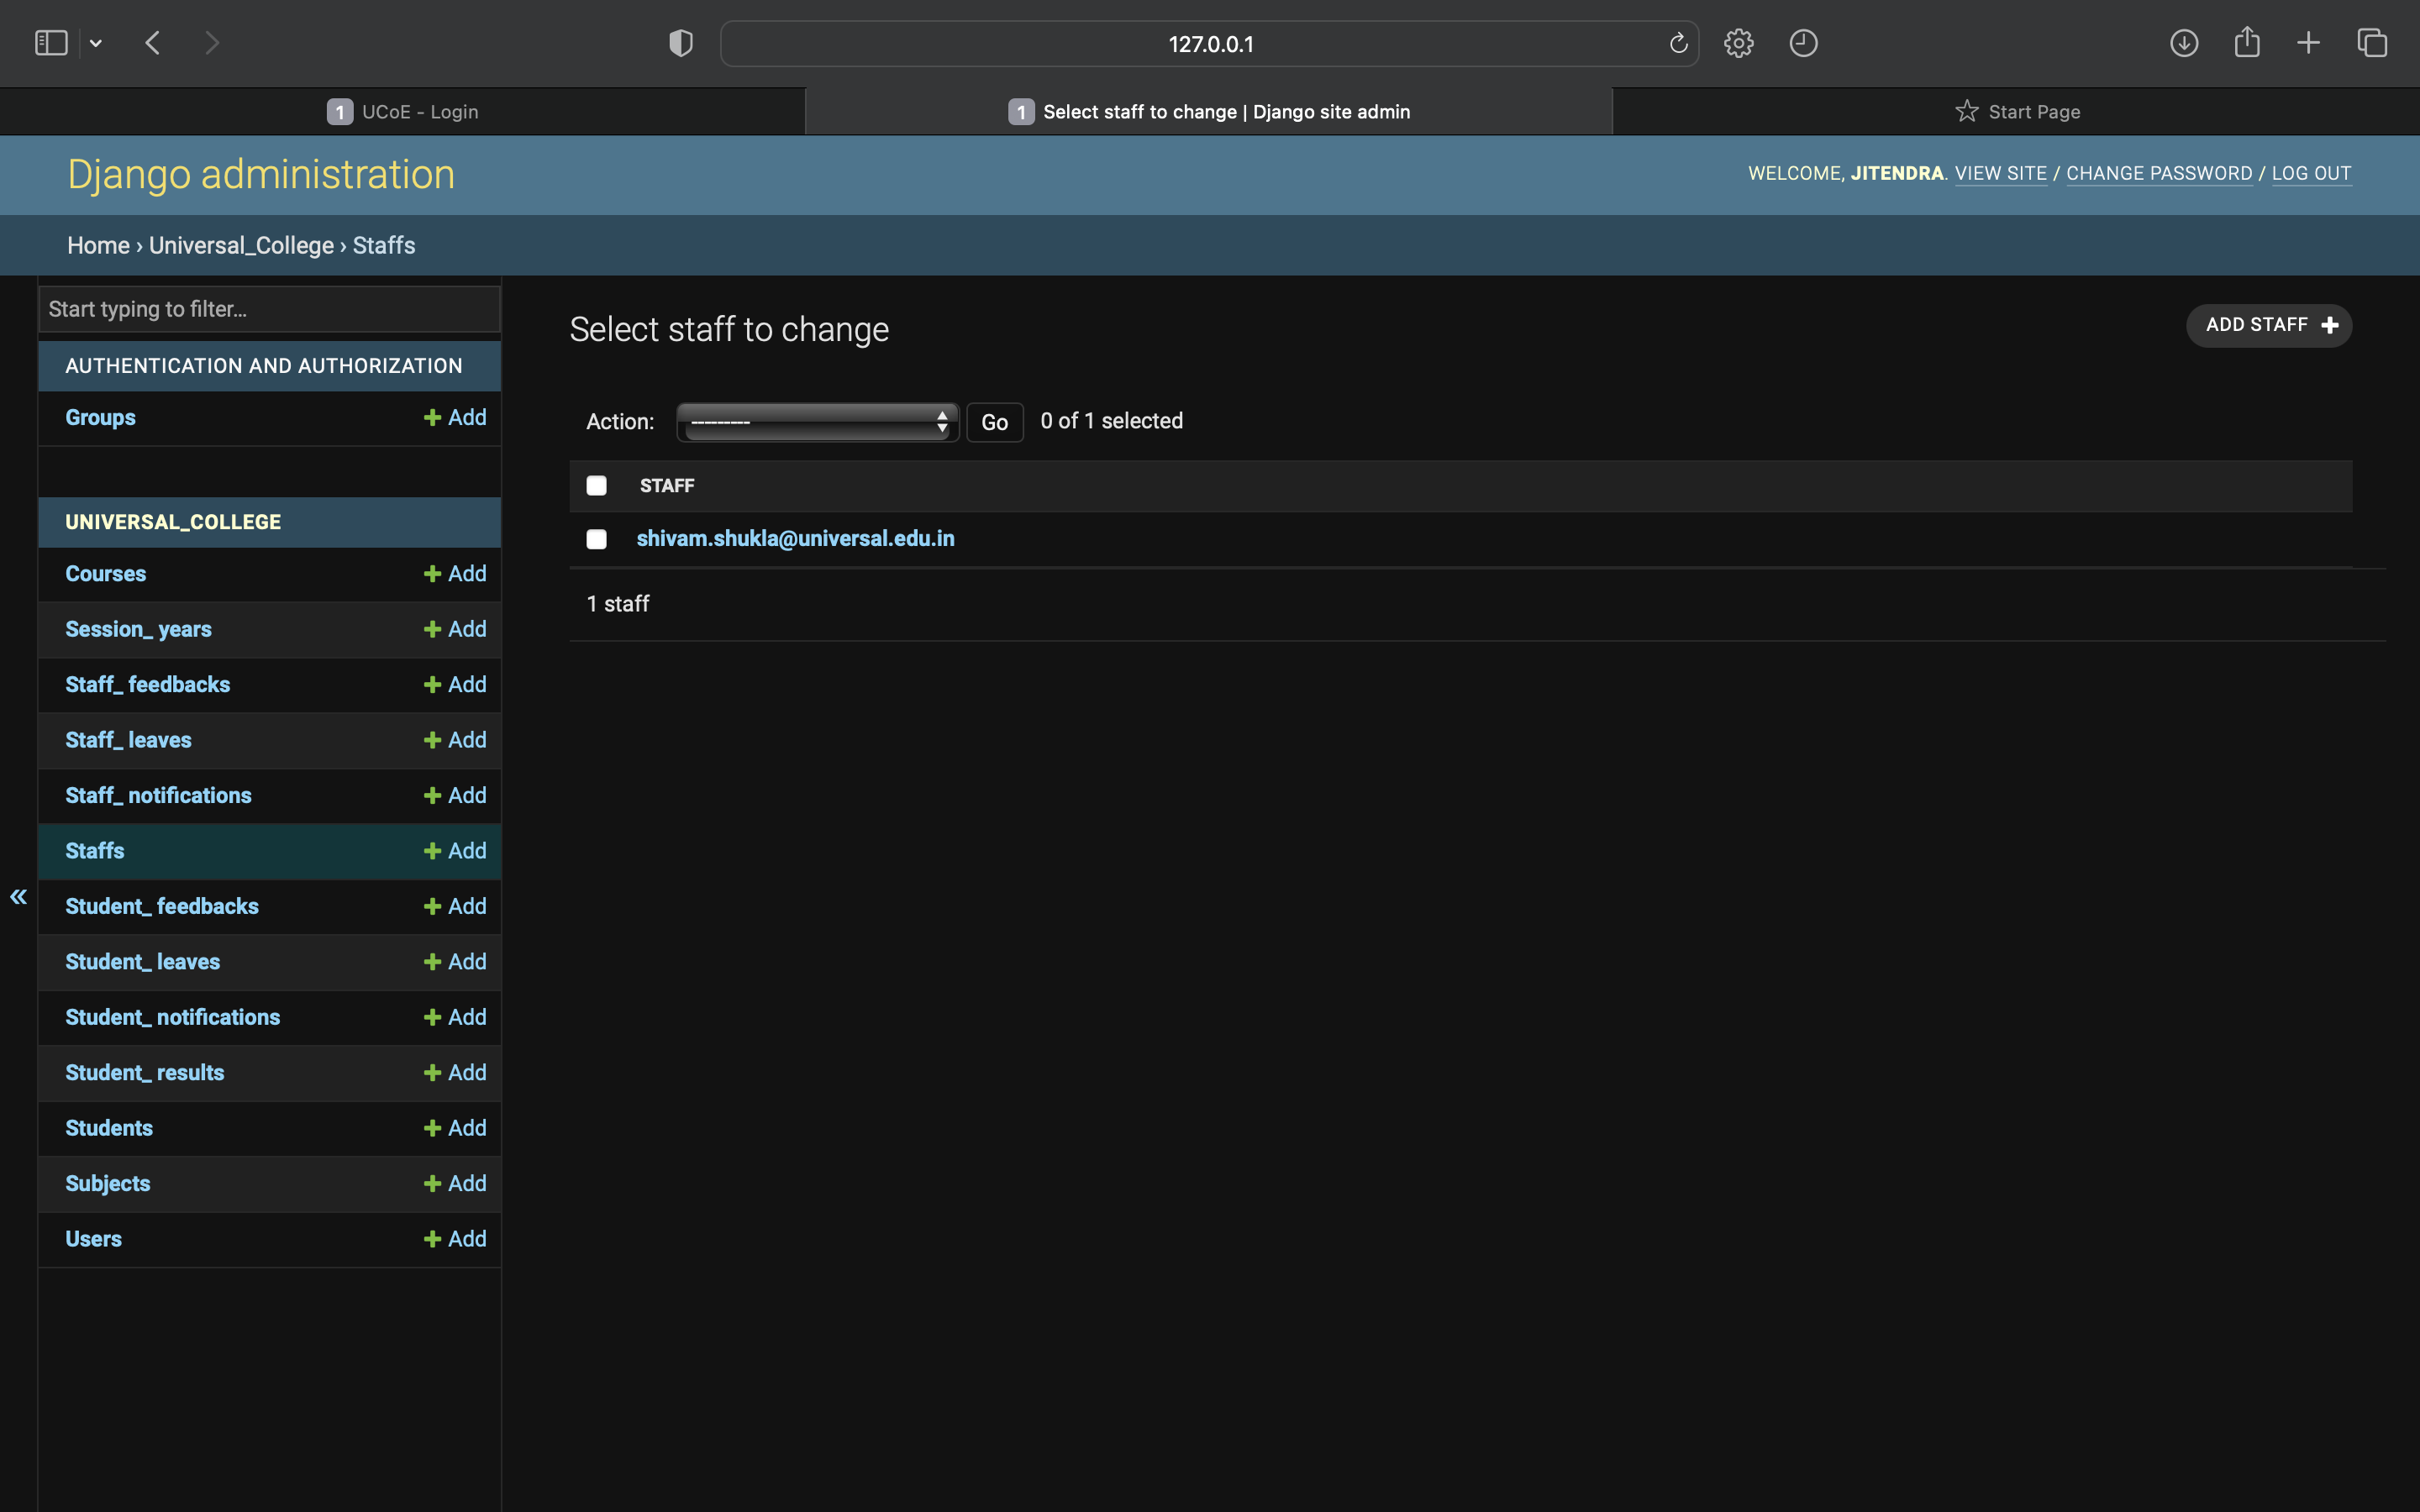 127.0.0.1
1 UCoE - Login
1 Select staff to change | Django site admin
Start Page
Django administration
WELCOME, JITENDRA. VIEW SITE / CHANGE PASSWORD / LOG OUT
Home › Universal_College › Staffs
Start typing to filter...
AUTHENTICATION AND AUTHORIZATION
Groups + Add
UNIVERSAL_COLLEGE
Courses + Add
Session_ years + Add
Staff_ feedbacks + Add
Staff_ leaves + Add
Staff_ notifications + Add
Staffs + Add
Student_ feedbacks + Add
Student_ leaves + Add
Student_ notifications + Add
Student_ results + Add
Students + Add
Subjects + Add
Users + Add
«
Select staff to change
ADD STAFF +
Action: --------- Go 0 of 1 selected
STAFF
shivam.shukla@universal.edu.in
1 staff